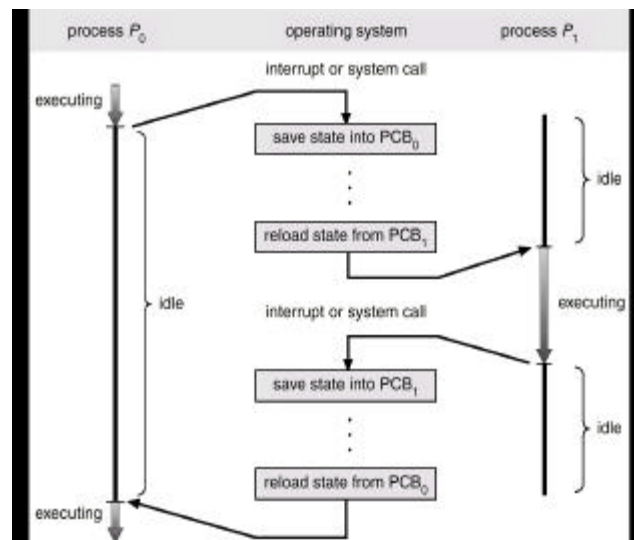 process P₀ operating system process P₁
interrupt or system call
executing
save state into PCB₀
idle
reload state from PCB₁
idle
executing
interrupt or system call
save state into PCB₁
idle
reload state from PCB₀
executing